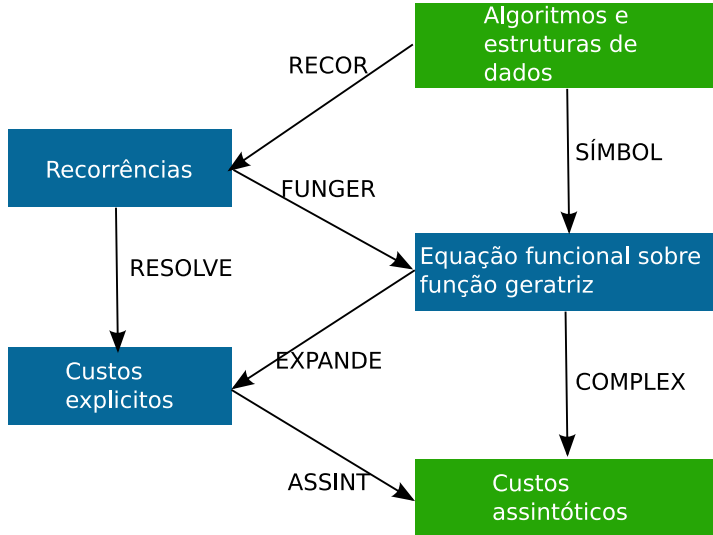 Algoritmos e
estruturas de
dados
RECOR
SÍMBOL
Recorrências
FUNGER
Equação funcional sobre
função geratriz
RESOLVE
EXPANDE
Custos
explicitos
COMPLEX
ASSINT
Custos
assintóticos